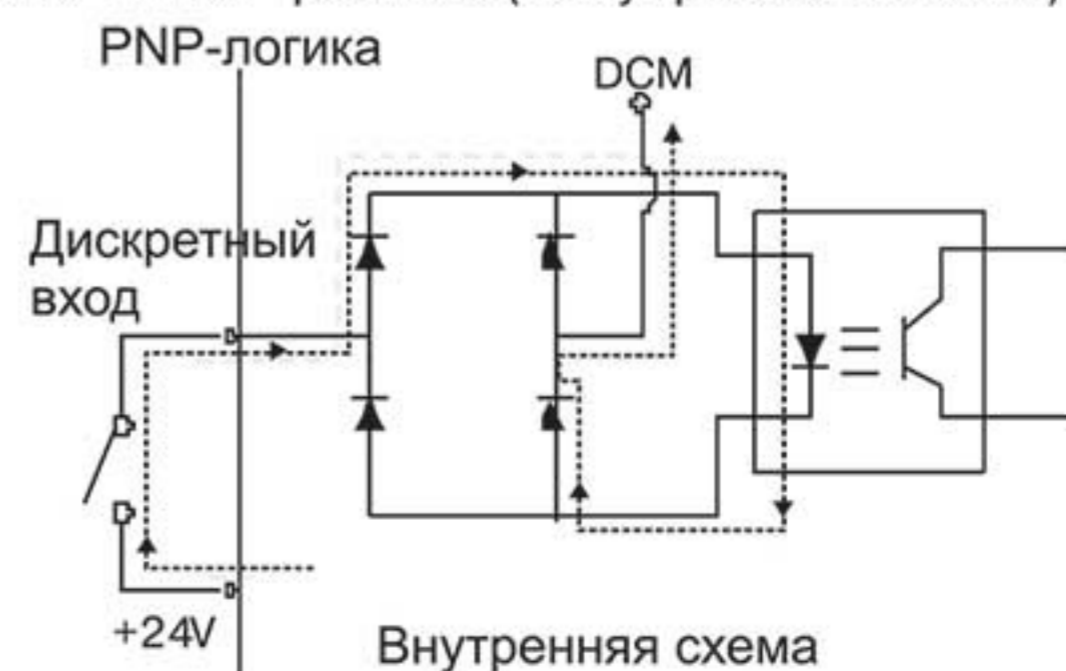 PNP-логика
DCM
Дискретный
вход
+24V
Внутренняя схема